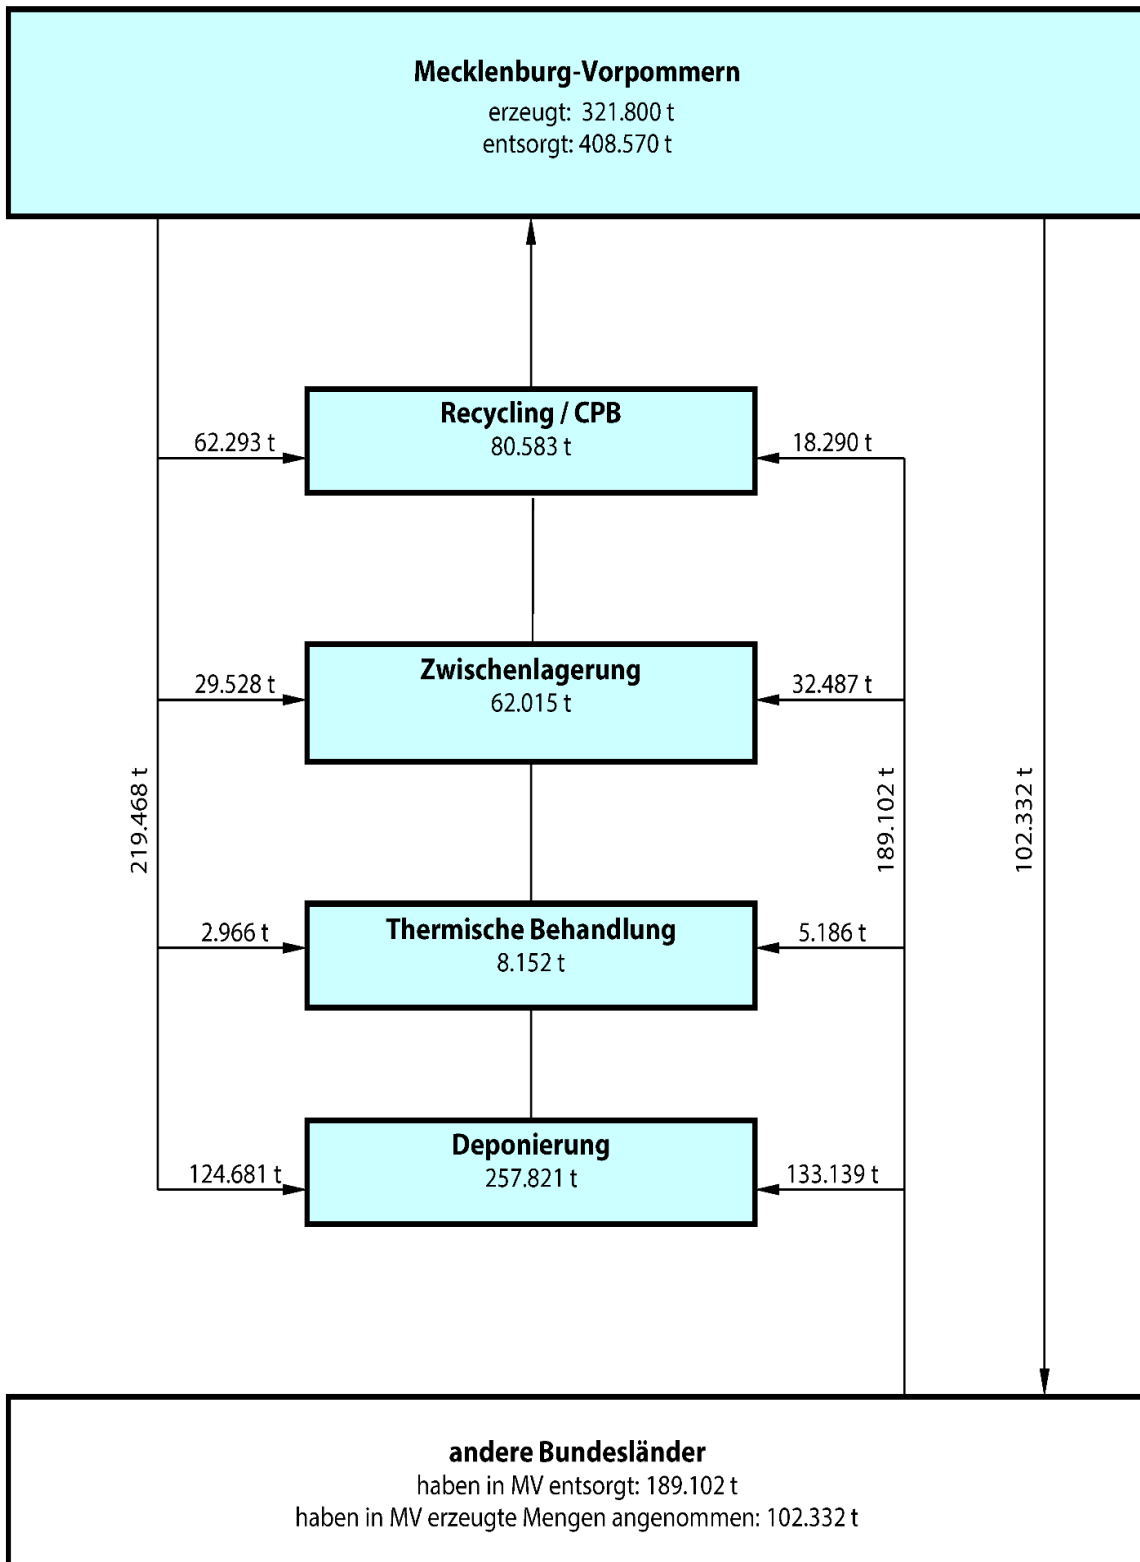 Mecklenburg-Vorpommern
erzeugt: 321.800 t
entsorgt: 408.570 t
Recycling / CPB
80.583 t
62.293 t
18.290 t
Zwischenlagerung
62.015 t
29.528 t
32.487 t
219.468 t
189.102 t
102.332 t
Thermische Behandlung
8.152 t
2.966 t
5.186 t
Deponierung
257.821 t
124.681 t
133.139 t
andere Bundesländer
haben in MV entsorgt: 189.102 t
haben in MV erzeugte Mengen angenommen: 102.332 t